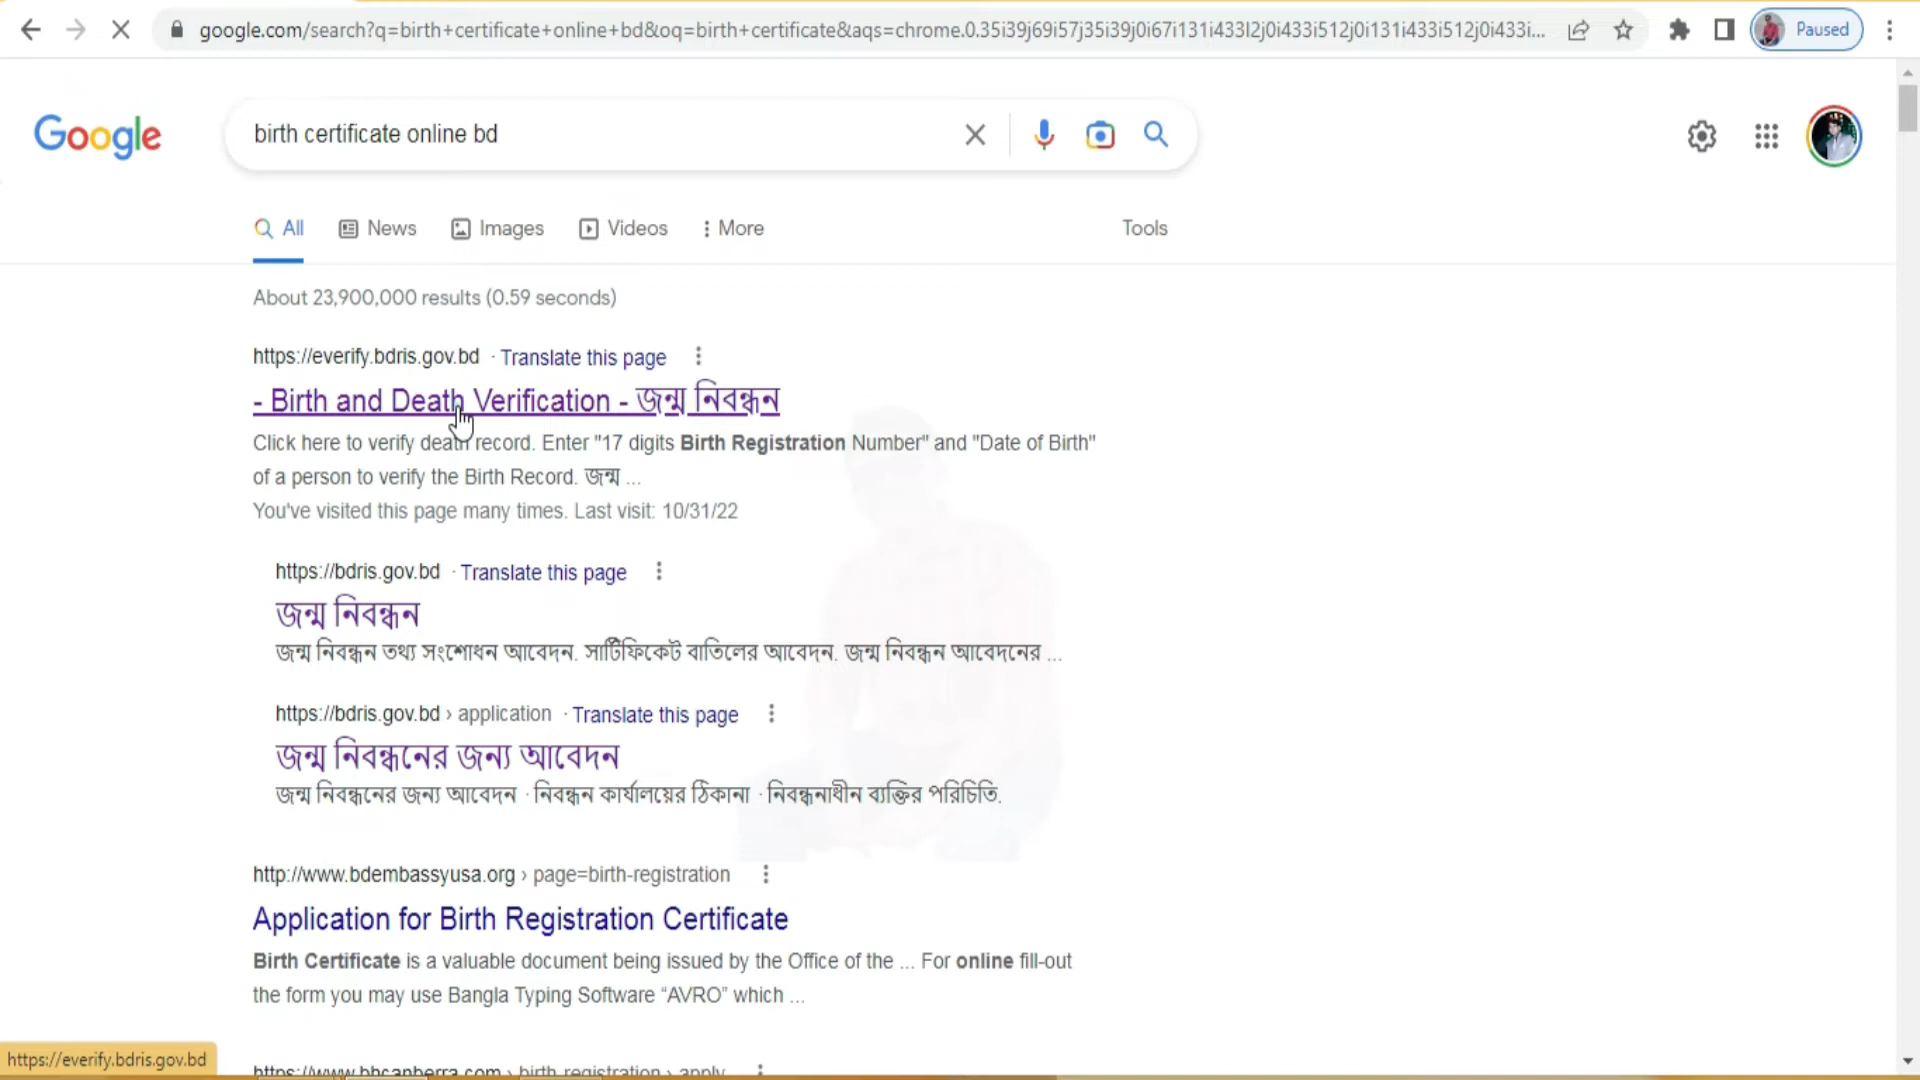 google.com/search?q=birth+certificate+online+bd&oq=birth+certificate&aqs=chrome.0.35i39j69i57j35i39j0i67i131i433l2j0i433i512j0i131i433i512j0i433i...
Paused
Google
birth certificate online bd
All News Images Videos More Tools
About 23,900,000 results (0.59 seconds)
https://everify.bdris.gov.bd · Translate this page
- Birth and Death Verification - জন্ম নিবন্ধন
Click here to verify death record. Enter "17 digits Birth Registration Number" and "Date of Birth"
of a person to verify the Birth Record. জন্ম ...
You've visited this page many times. Last visit: 10/31/22
https://bdris.gov.bd · Translate this page
জন্ম নিবন্ধন
জন্ম নিবন্ধন তথ্য সংশোধন আবেদন. সার্টিফিকেট বাতিলের আবেদন. জন্ম নিবন্ধন আবেদনের ...
https://bdris.gov.bd › application · Translate this page
জন্ম নিবন্ধনের জন্য আবেদন
জন্ম নিবন্ধনের জন্য আবেদন · নিবন্ধন কার্যালয়ের ঠিকানা · নিবন্ধনাধীন ব্যক্তির পরিচিতি.
http://www.bdembassyusa.org › page=birth-registration
Application for Birth Registration Certificate
Birth Certificate is a valuable document being issued by the Office of the ... For online fill-out
the form you may use Bangla Typing Software “AVRO” which ...
https://everify.bdris.gov.bd
https://www.bhcanberra.com › birth-registration › apply